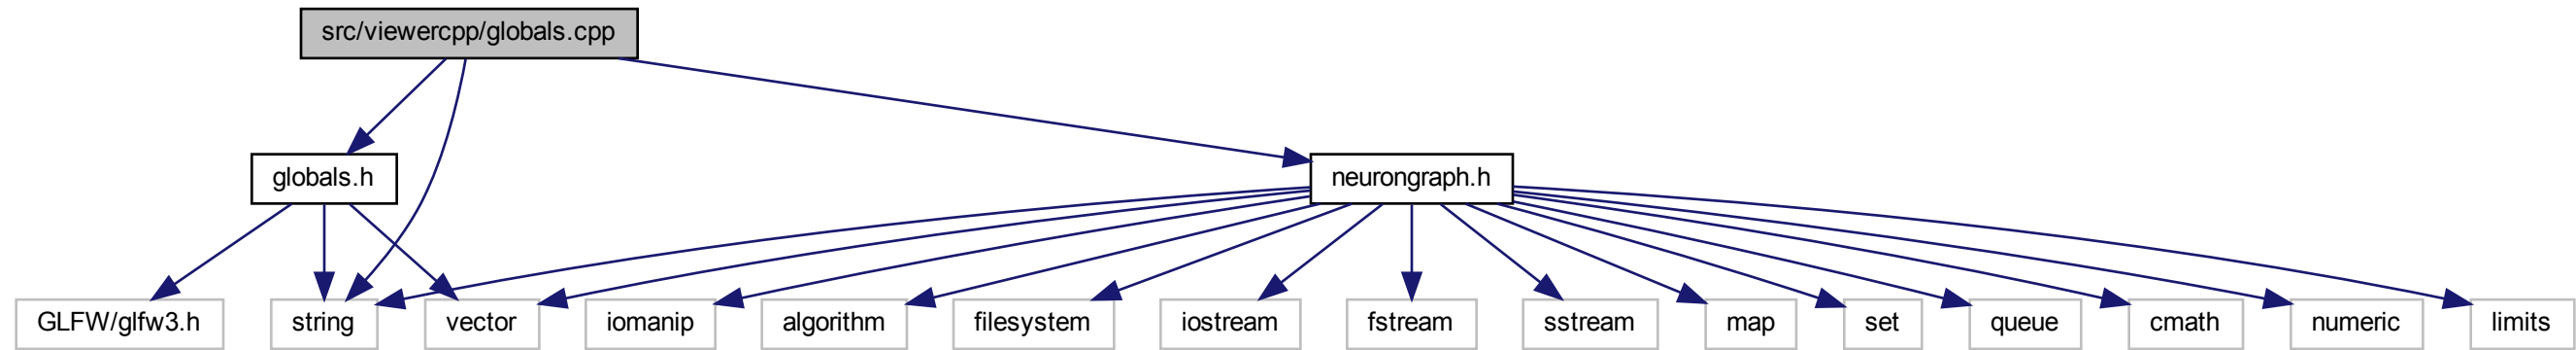 src/viewercpp/globals.cpp
globals.h
neurongraph.h
GLFW/glfw3.h
string
vector
iomanip
algorithm
filesystem
iostream
fstream
sstream
map
set
queue
cmath
numeric
limits